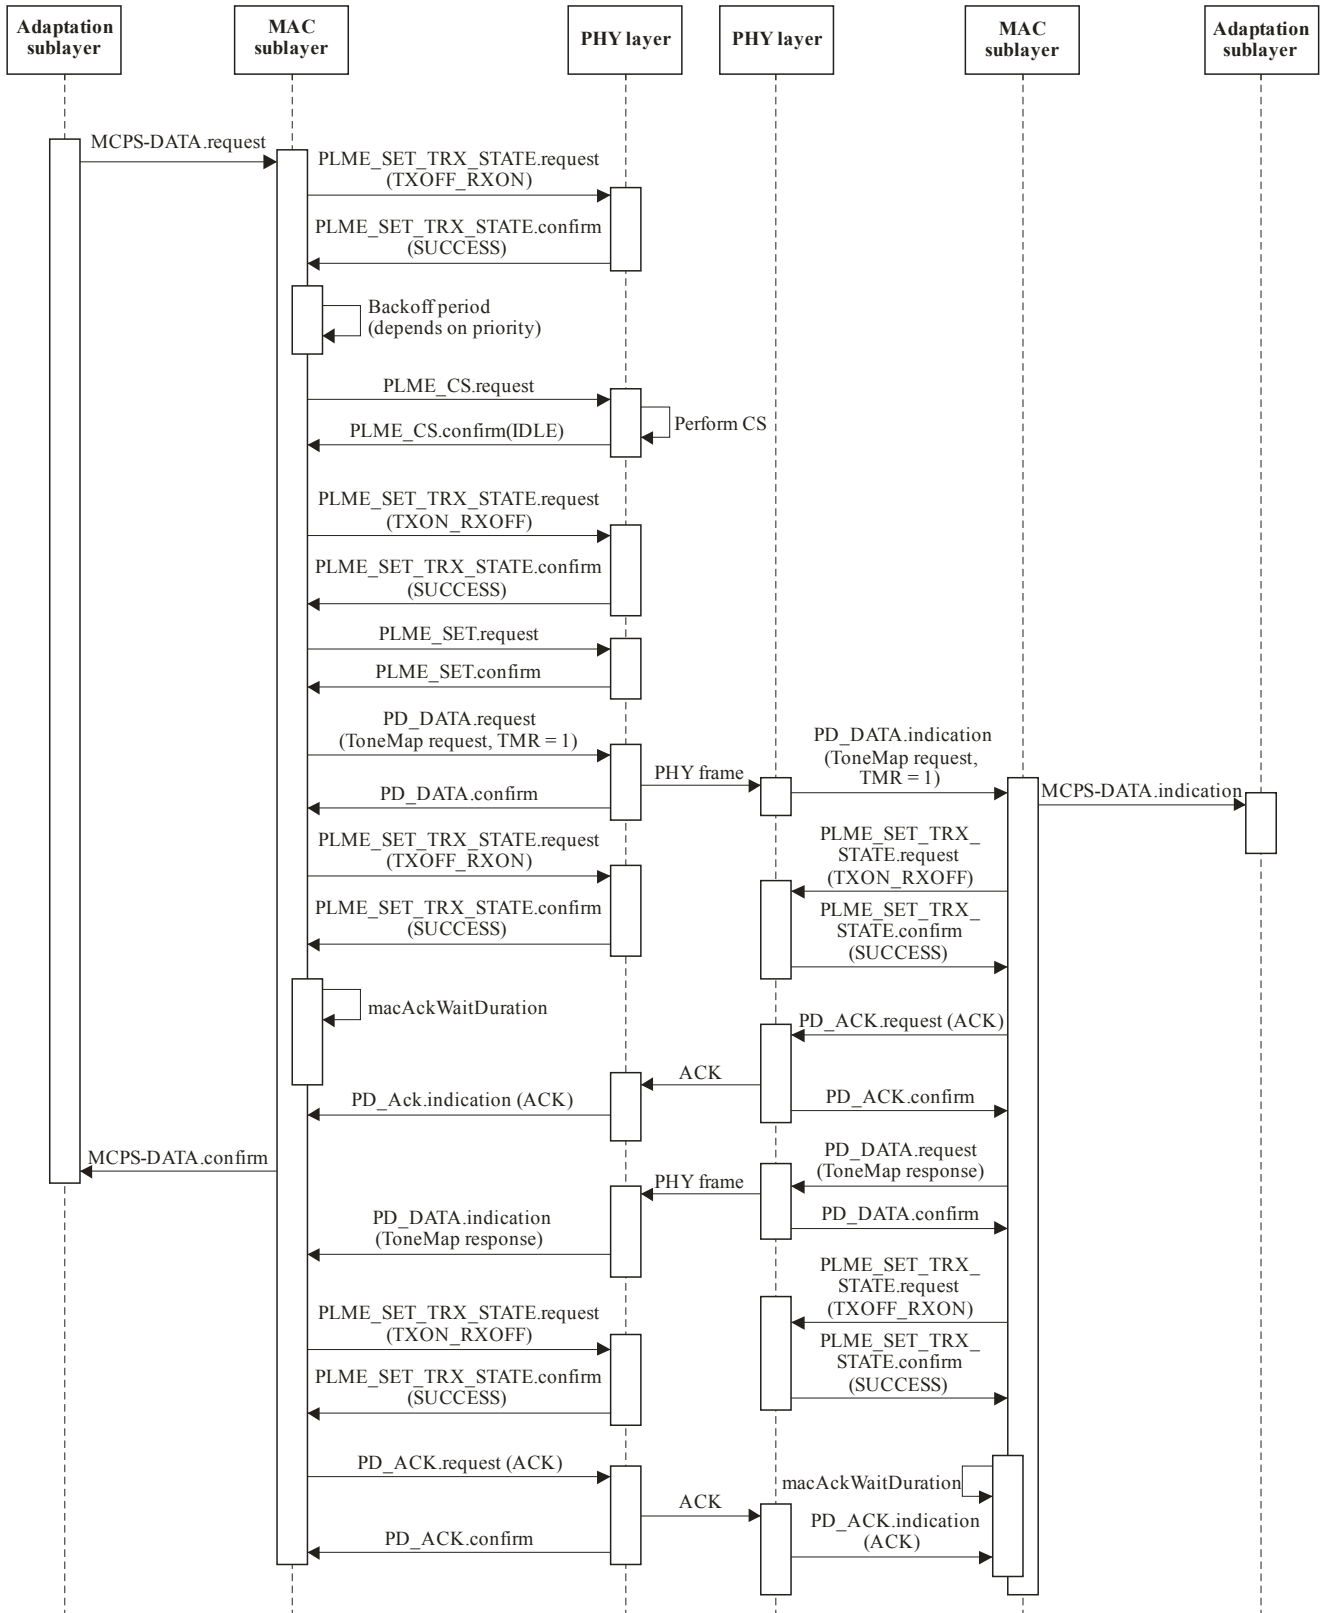 Adaptation
sublayer
MAC
sublayer
PHY layer
PHY layer
MAC
sublayer
Adaptation
sublayer
MCPS-DATA.request
PLME_SET_TRX_STATE.request
(TXOFF_RXON)
PLME_SET_TRX_STATE.confirm
(SUCCESS)
Backoff period
(depends on priority)
PLME_CS.request
Perform CS
PLME_CS.confirm(IDLE)
PLME_SET_TRX_STATE.request
(TXON_RXOFF)
PLME_SET_TRX_STATE.confirm
(SUCCESS)
PLME_SET.request
PLME_SET.confirm
PD_DATA.request
(ToneMap request, TMR = 1)
PHY frame
PD_DATA.indication
(ToneMap request,
TMR = 1)
MCPS-DATA.indication
PD_DATA.confirm
PLME_SET_TRX_STATE.request
(TXOFF_RXON)
PLME_SET_TRX_
STATE.request
(TXON_RXOFF)
PLME_SET_TRX_STATE.confirm
(SUCCESS)
PLME_SET_TRX_
STATE.confirm
(SUCCESS)
macAckWaitDuration
PD_ACK.request (ACK)
ACK
PD_Ack.indication (ACK)
PD_ACK.confirm
MCPS-DATA.confirm
PD_DATA.request
(ToneMap response)
PHY frame
PD_DATA.indication
(ToneMap response)
PD_DATA.confirm
PLME_SET_TRX_
STATE.request
(TXOFF_RXON)
PLME_SET_TRX_STATE.request
(TXON_RXOFF)
PLME_SET_TRX_
STATE.confirm
(SUCCESS)
PLME_SET_TRX_STATE.confirm
(SUCCESS)
PD_ACK.request (ACK)
macAckWaitDuration
ACK
PD_ACK.indication
(ACK)
PD_ACK.confirm